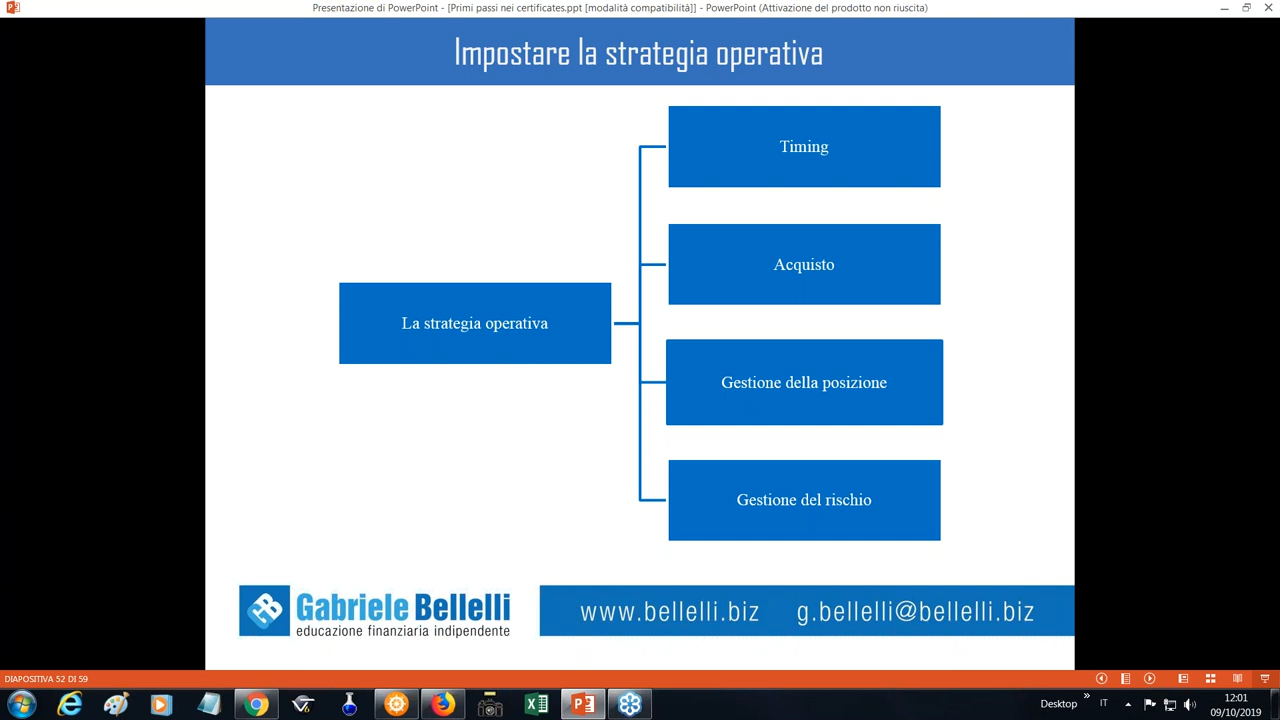 Presentazione di PowerPoint - [Primi passi nei certificates.ppt [modalità compatibilità]] - PowerPoint (Attivazione del prodotto non riuscita)
Impostare la strategia operativa
Timing
Acquisto
La strategia operativa
Gestione della posizione
Gestione del rischio
Gabriele Bellelli
educazione finanziaria indipendente
www.bellelli.biz g.bellelli@bellelli.biz
DIAPOSITIVA 52 DI 59
Desktop
IT
12:01
09/10/2019